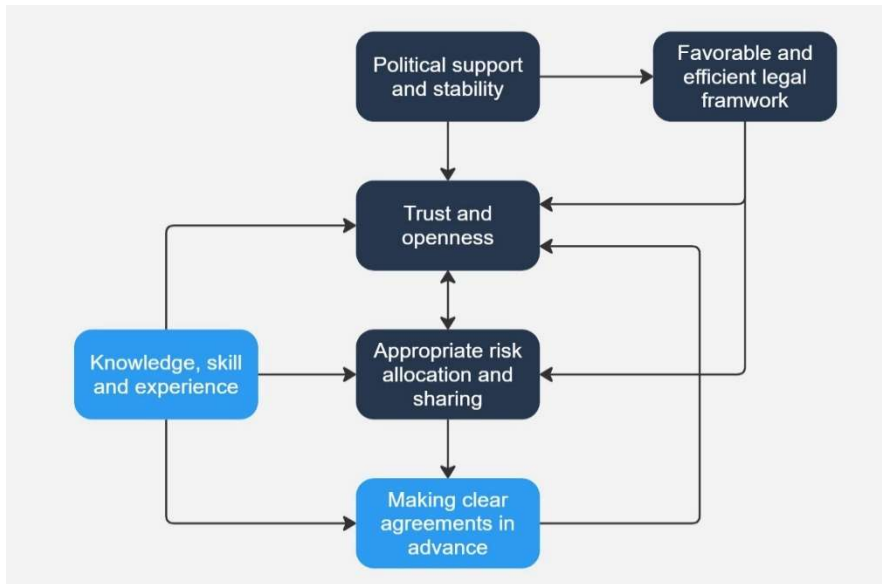 Political support
and stability
Favorable and
efficient legal
framwork
Trust and
openness
Knowledge, skill
and experience
Appropriate risk
allocation and
sharing
Making clear
agreements in
advance